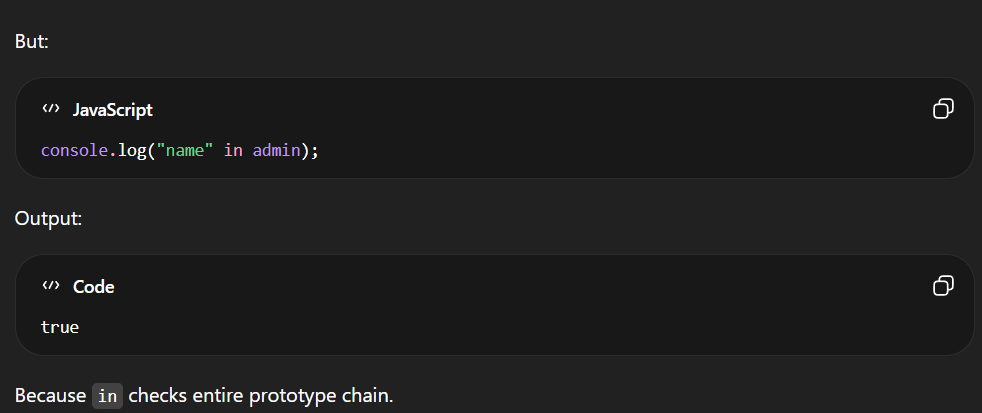 But:
JavaScript
console.log("name" in admin);
Output:
Code
true
Because in checks entire prototype chain.